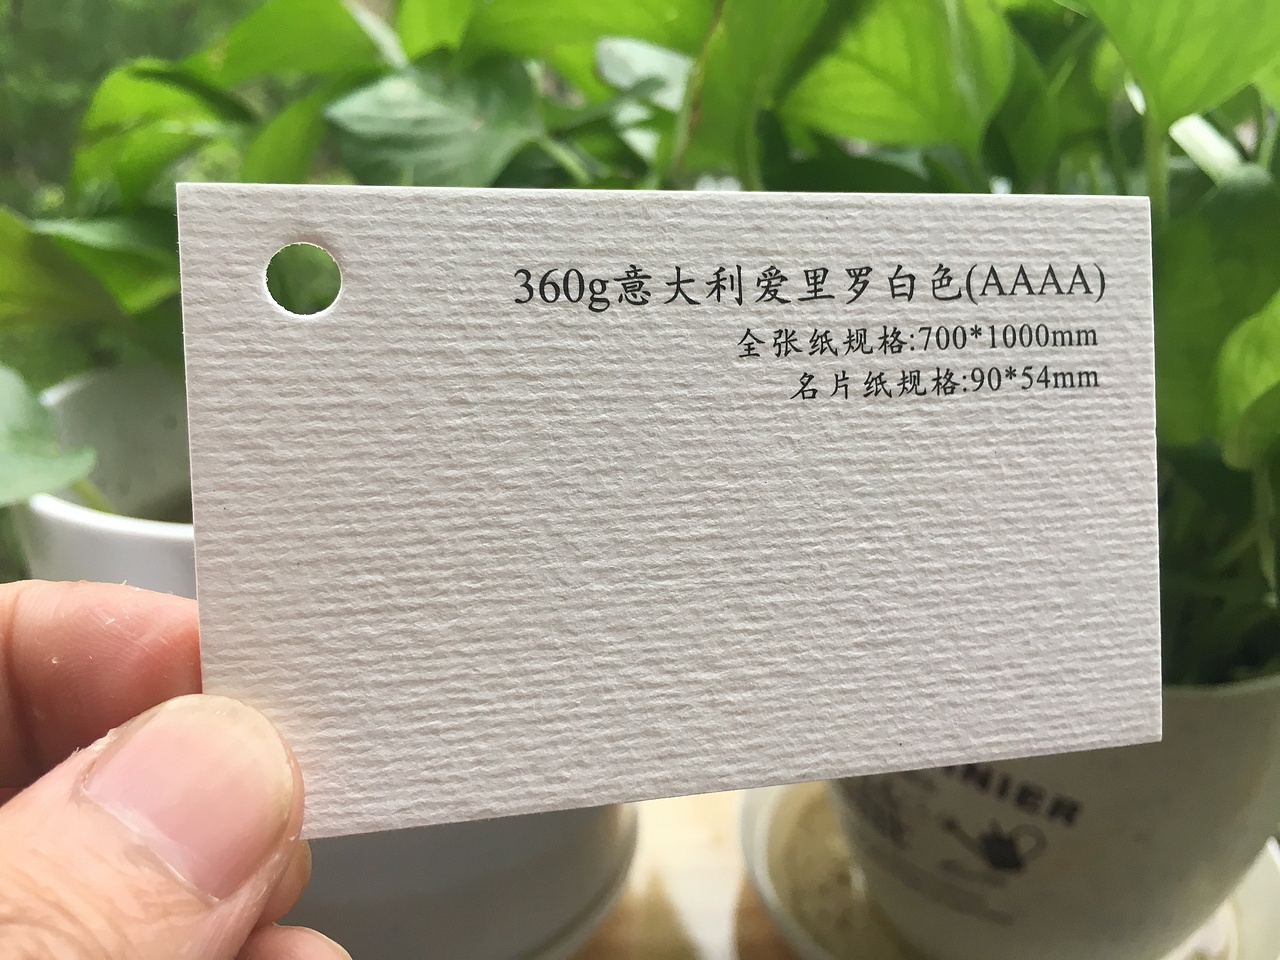 360g意大利爱里罗白色(AAAA)
全张纸规格:700*1000mm
名片纸规格:90*54mm